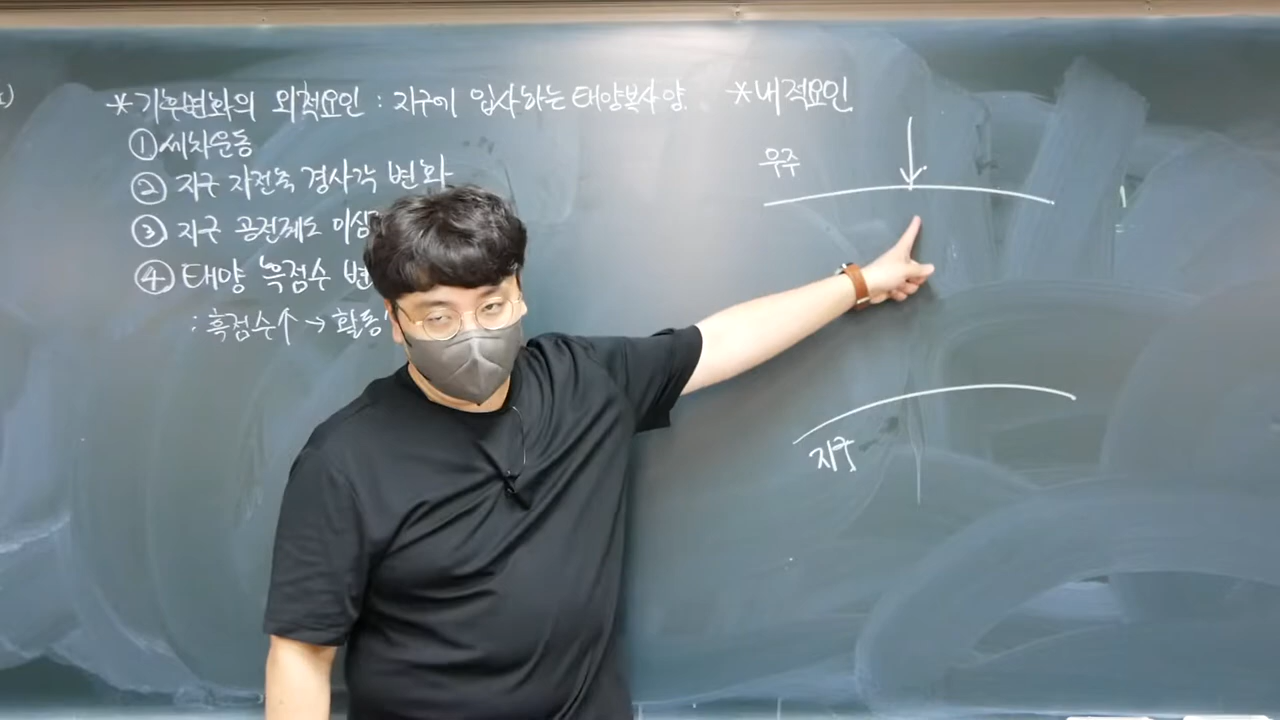 *기후변화의 외적요인 : 지구에 입사하는 태양복사량.
① 세차운동
② 지구 자전축 경사각 변화
③ 지구 공전궤도 이심
④ 태양 흑점수 변
: 흑점수↑ → 활동
*내적요인
우주
지구